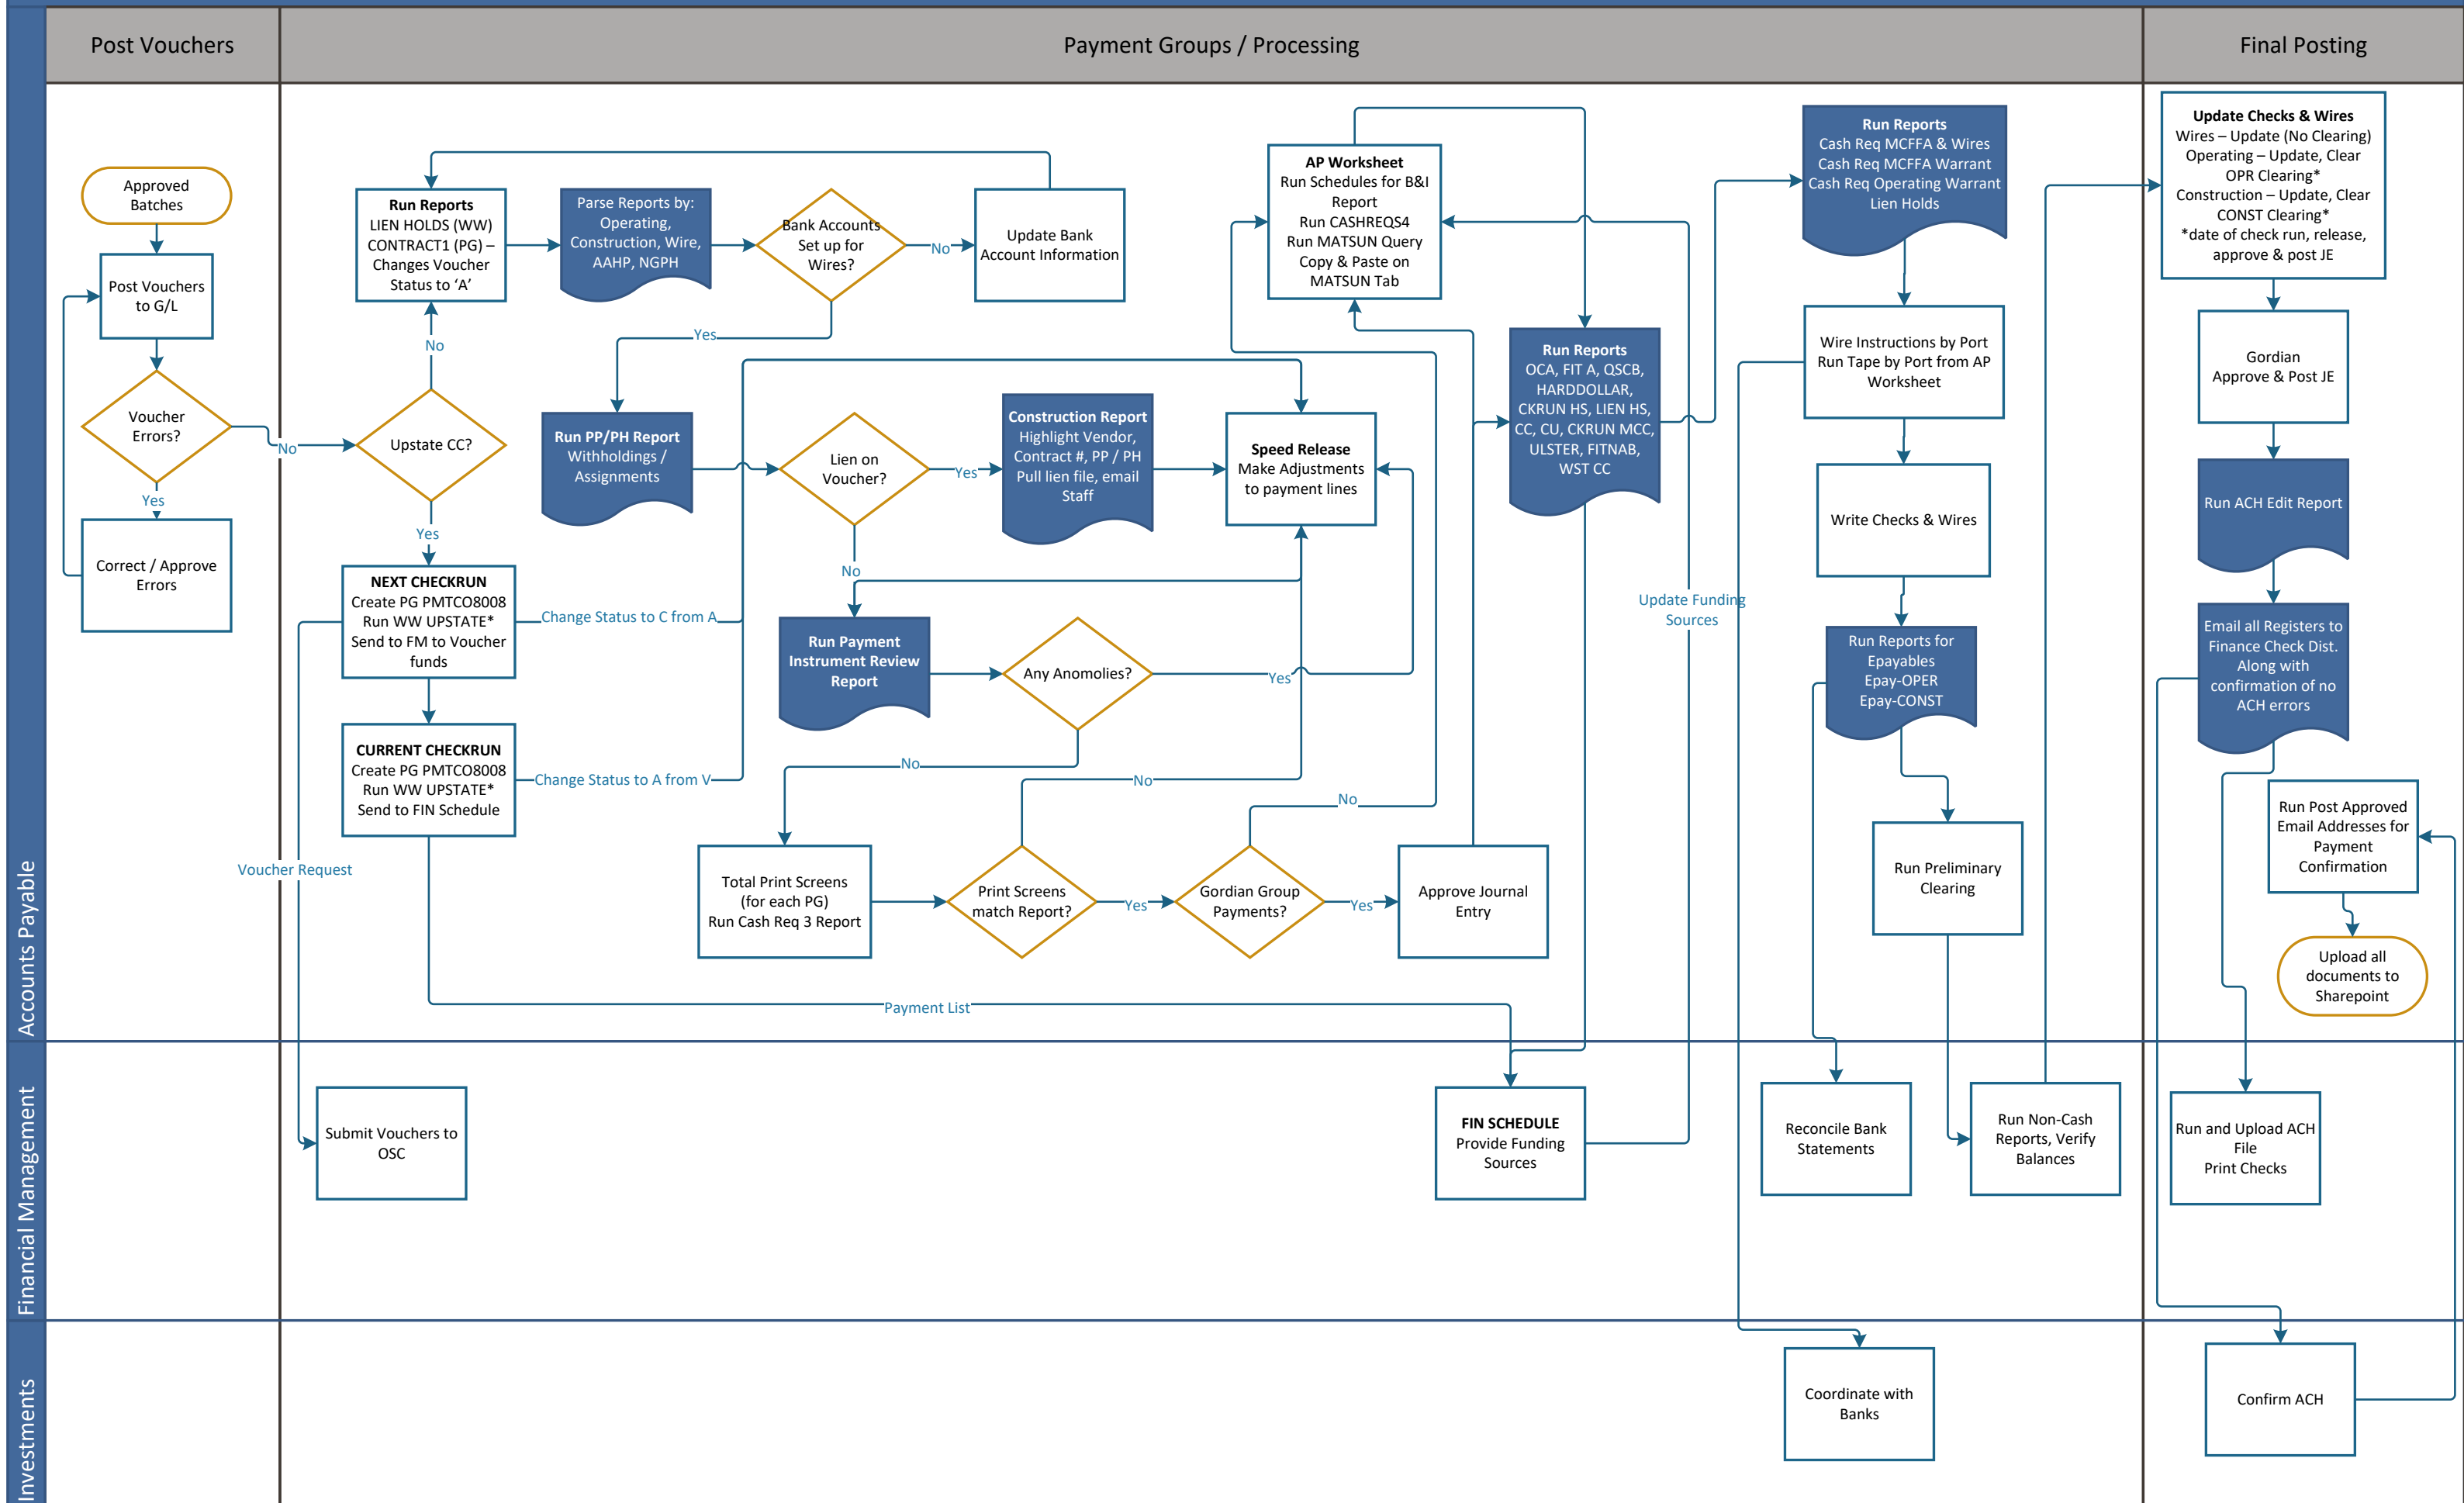 Post Vouchers
Payment Groups / Processing
Final Posting
Accounts Payable
Financial Management
Investments
Approved
Batches
Post Vouchers
to G/L
Voucher
Errors?
No
Yes
Correct / Approve
Errors
Run Reports
LIEN HOLDS (WW)
CONTRACT1 (PG) –
Changes Voucher
Status to ‘A’
No
Upstate CC?
Yes
NEXT CHECKRUN
Create PG PMTCO8008
Run WW UPSTATE*
Send to FM to Voucher
funds
Change Status to C from A
CURRENT CHECKRUN
Create PG PMTCO8008
Run WW UPSTATE*
Send to FIN Schedule
Change Status to A from V
Voucher Request
Payment List
Parse Reports by:
Operating,
Construction, Wire,
AAHP, NGPH
Bank Accounts
Set up for
Wires?
No
Update Bank
Account Information
Yes
Run PP/PH Report
Withholdings /
Assignments
Lien on
Voucher?
Yes
Construction Report
Highlight Vendor,
Contract #, PP / PH
Pull lien file, email
Staff
Speed Release
Make Adjustments
to payment lines
No
Run Payment
Instrument Review
Report
Any Anomolies?
Yes
No
Total Print Screens
(for each PG)
Run Cash Req 3 Report
Print Screens
match Report?
No
Yes
Gordian Group
Payments?
No
Yes
Approve Journal
Entry
AP Worksheet
Run Schedules for B&I
Report
Run CASHREQS4
Run MATSUN Query
Copy & Paste on
MATSUN Tab
Run Reports
OCA, FIT A, QSCB,
HARDDOLLAR,
CKRUN HS, LIEN HS,
CC, CU, CKRUN MCC,
ULSTER, FITNAB,
WST CC
Update Funding
Sources
Run Reports
Cash Req MCFFA & Wires
Cash Req MCFFA Warrant
Cash Req Operating Warrant
Lien Holds
Wire Instructions by Port
Run Tape by Port from AP
Worksheet
Write Checks & Wires
Run Reports for
Epayables
Epay-OPER
Epay-CONST
Run Preliminary
Clearing
Update Checks & Wires
Wires – Update (No Clearing)
Operating – Update, Clear
OPR Clearing*
Construction – Update, Clear
CONST Clearing*
*date of check run, release,
approve & post JE
Gordian
Approve & Post JE
Run ACH Edit Report
Email all Registers to
Finance Check Dist.
Along with
confirmation of no
ACH errors
Run Post Approved
Email Addresses for
Payment
Confirmation
Upload all
documents to
Sharepoint
Submit Vouchers to
OSC
FIN SCHEDULE
Provide Funding
Sources
Reconcile Bank
Statements
Run Non-Cash
Reports, Verify
Balances
Run and Upload ACH
File
Print Checks
Coordinate with
Banks
Confirm ACH